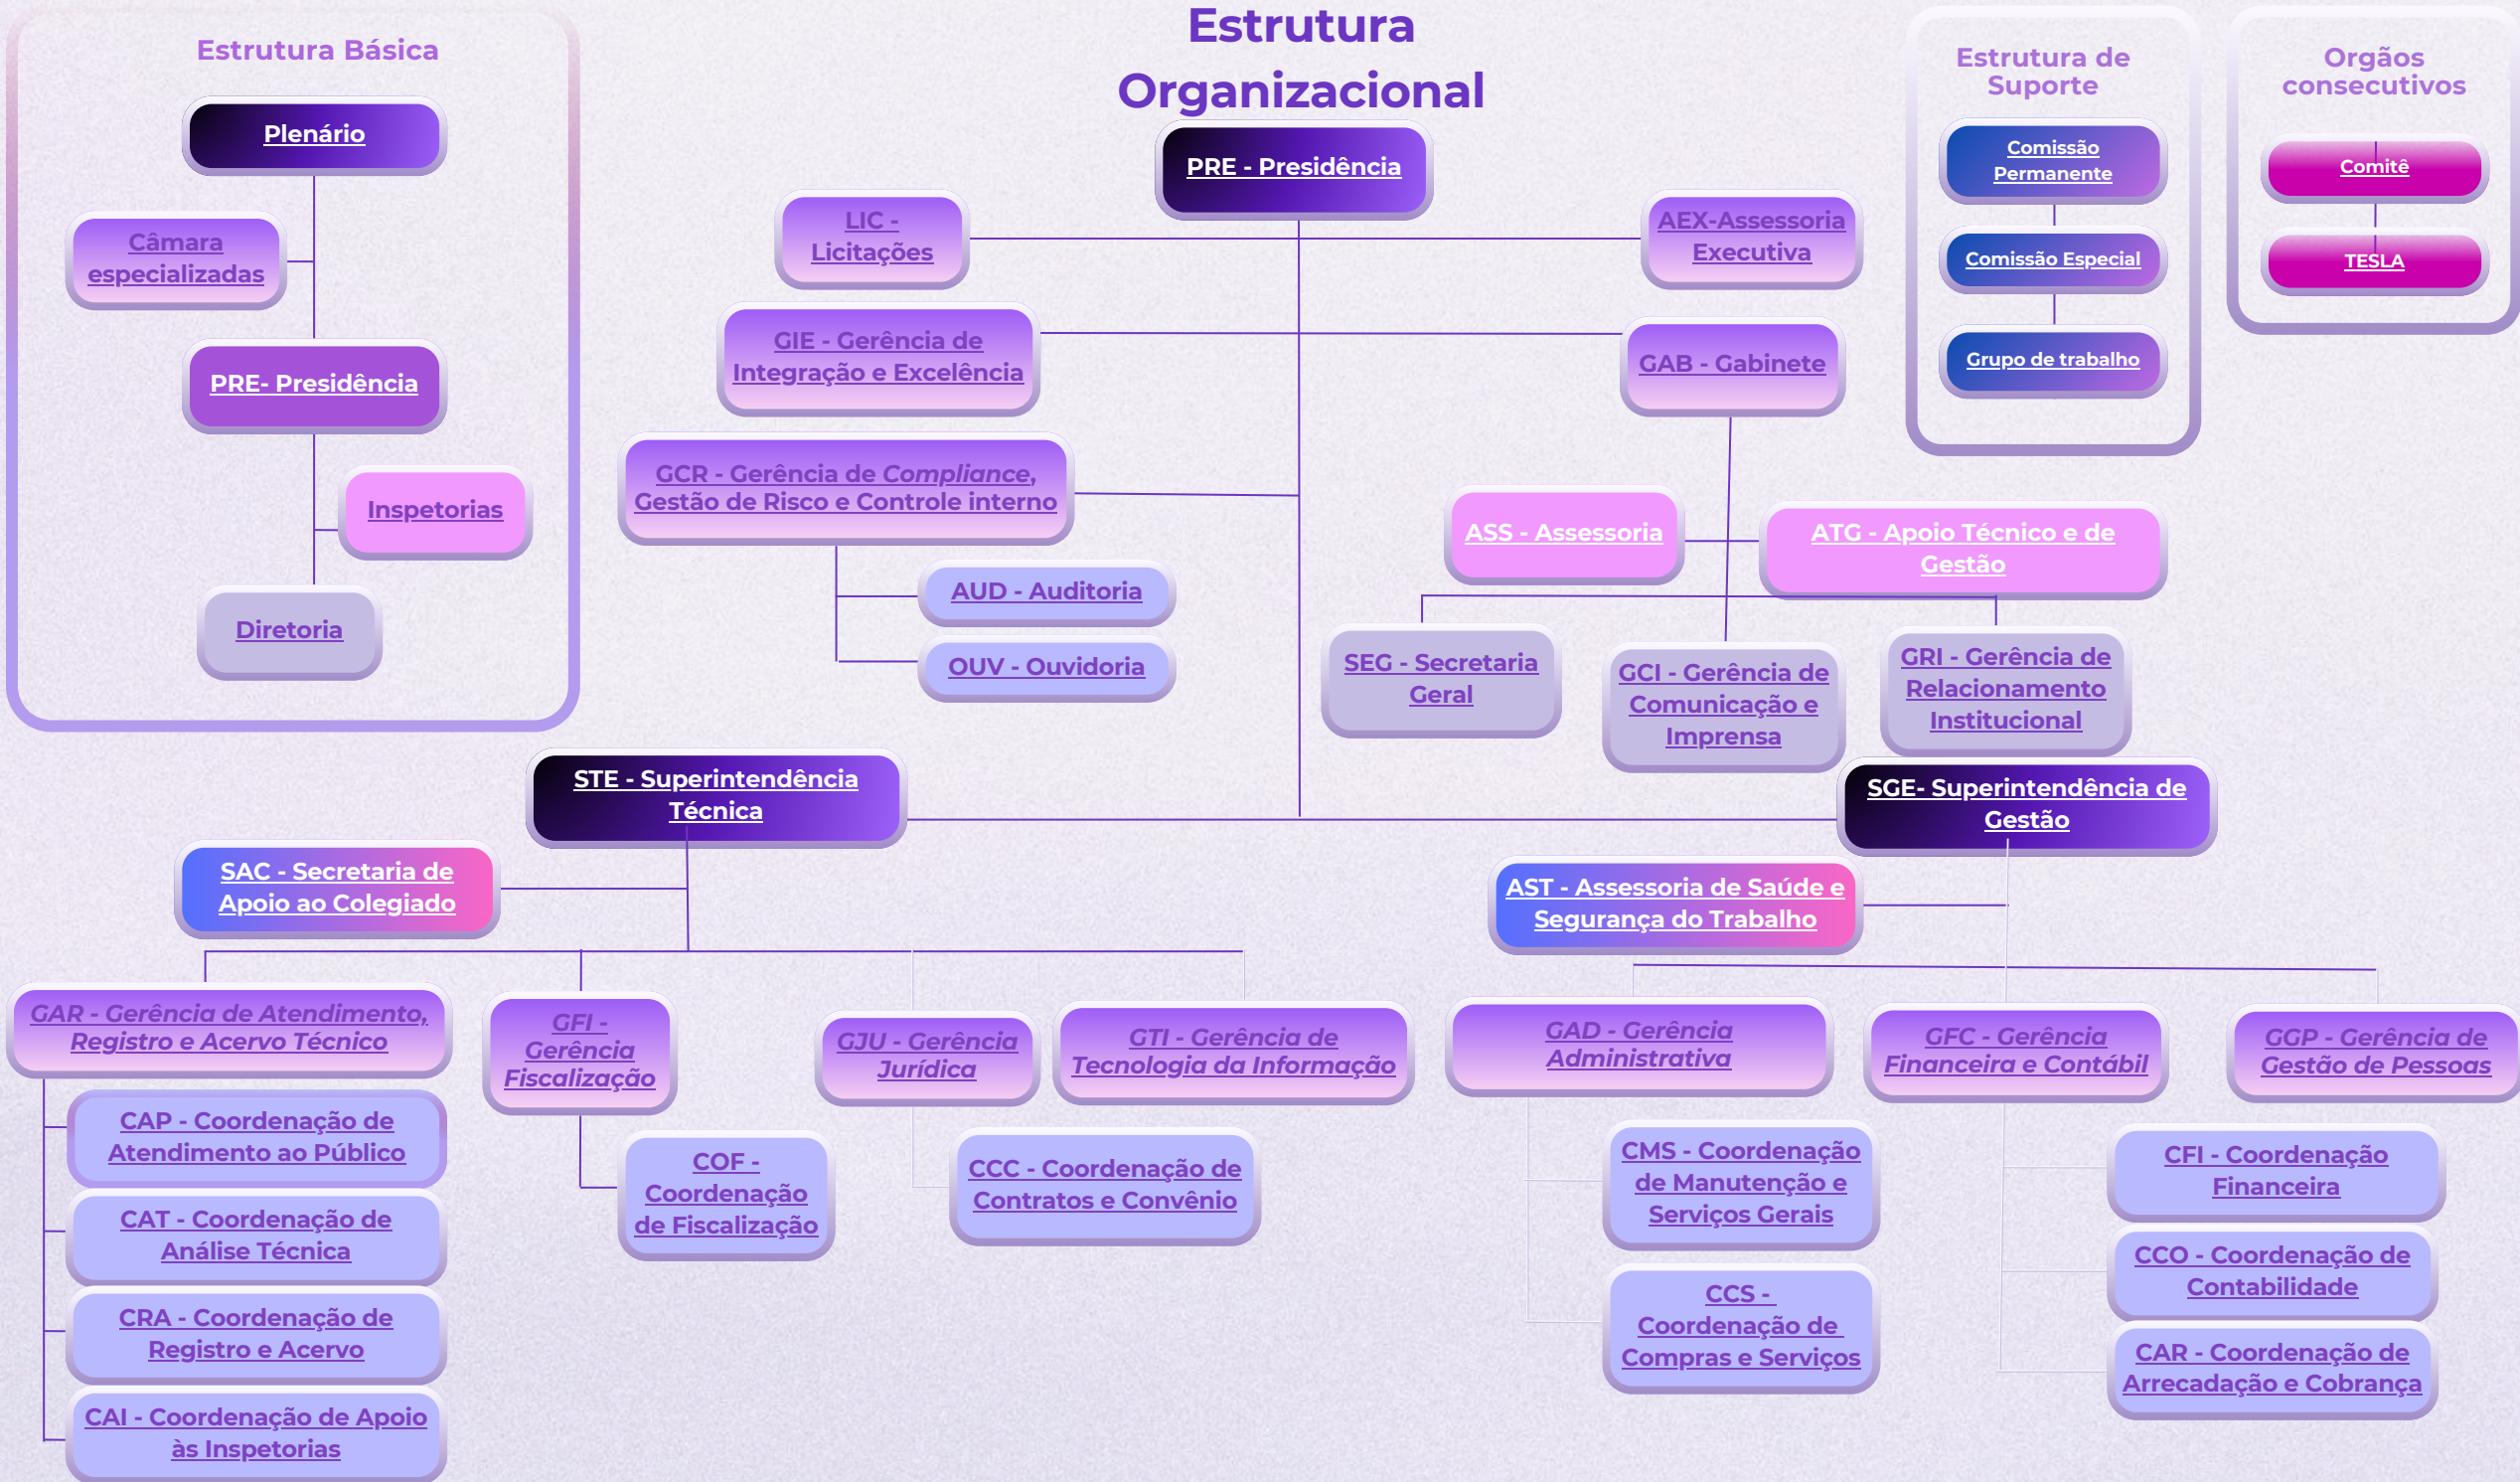 Estrutura Básica
Plenário
Câmara
especializadas
PRE- Presidência
Inspetorias
Diretoria
Estrutura
Organizacional
PRE - Presidência
LIC -
Licitações
AEX-Assessoria
Executiva
GIE - Gerência de
Integração e Excelência
GAB - Gabinete
GCR - Gerência de Compliance,
Gestão de Risco e Controle interno
AUD - Auditoria
OUV - Ouvidoria
ASS - Assessoria
ATG - Apoio Técnico e de
Gestão
SEG - Secretaria
Geral
GCI - Gerência de
Comunicação e
Imprensa
GRI - Gerência de
Relacionamento
Institucional
Estrutura de
Suporte
Comissão
Permanente
Comissão Especial
Grupo de trabalho
Orgãos
consecutivos
Comitê
TESLA
STE - Superintendência
Técnica
SAC - Secretaria de
Apoio ao Colegiado
GAR - Gerência de Atendimento,
Registro e Acervo Técnico
CAP - Coordenação de
Atendimento ao Público
CAT - Coordenação de
Análise Técnica
CRA - Coordenação de
Registro e Acervo
CAI - Coordenação de Apoio
às Inspetorias
GFI -
Gerência
Fiscalização
COF -
Coordenação
de Fiscalização
GJU - Gerência
Jurídica
CCC - Coordenação de
Contratos e Convênio
GTI - Gerência de
Tecnologia da Informação
SGE- Superintendência de
Gestão
AST - Assessoria de Saúde e
Segurança do Trabalho
GAD - Gerência
Administrativa
CMS - Coordenação
de Manutenção e
Serviços Gerais
CCS -
Coordenação de
Compras e Serviços
GFC - Gerência
Financeira e Contábil
CFI - Coordenação
Financeira
CCO - Coordenação de
Contabilidade
CAR - Coordenação de
Arrecadação e Cobrança
GGP - Gerência de
Gestão de Pessoas